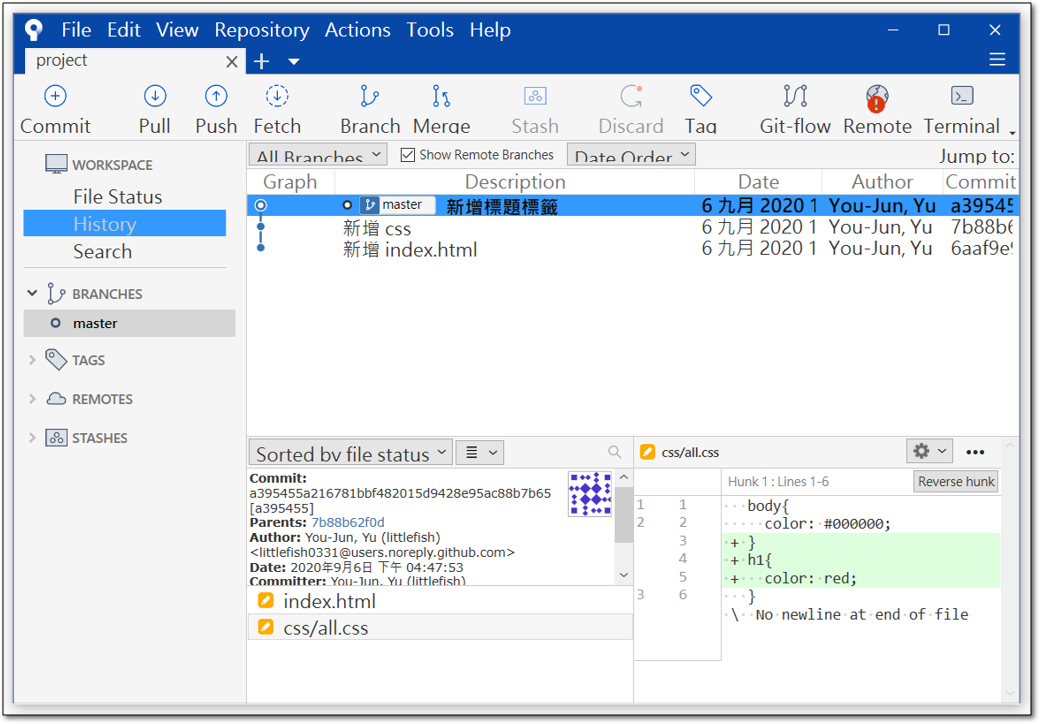 File Edit View Repository Actions Tools Help
project
Commit Pull Push Fetch Branch Merge Stash Discard Tag Git-flow Remote Terminal
WORKSPACE
File Status
History
Search
BRANCHES
master
TAGS
REMOTES
STASHES
All Branches Show Remote Branches Date Order Jump to:
Graph Description Date Author Commit
master 新增標題標籤 6 九月 2020 1 You-Jun, Yu a39545
新增 css 6 九月 2020 1 You-Jun, Yu 7b88b6
新增 index.html 6 九月 2020 1 You-Jun, Yu 6aaf9e
Sorted by file status
Commit:
a395455a216781bbf482015d9428e95ac88b7b65
[a395455]
Parents: 7b88b62f0d
Author: You-Jun, Yu (littlefish)
<littlefish0331@users.noreply.github.com>
Date: 2020年9月6日 下午 04:47:53
Committer: You-Jun, Yu (littlefish)
index.html
css/all.css
css/all.css
Hunk 1 : Lines 1-6 Reverse hunk
1 1 body{
2 2 color: #000000;
3 + }
4 + h1{
5 + color: red;
3 6 }
\ No newline at end of file